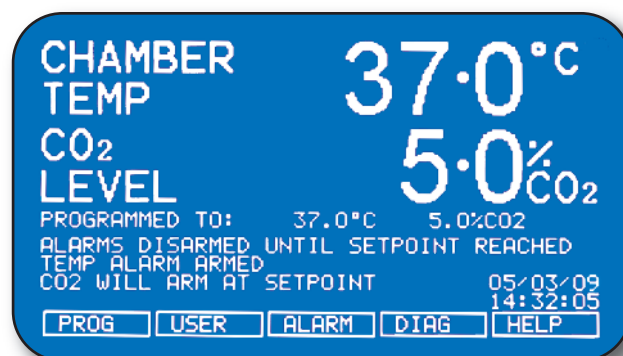 CHAMBER TEMP 37.0°C
CO2 LEVEL 5.0% CO2
PROGRAMMED TO: 37.0°C 5.0%CO2
ALARMS DISARMED UNTIL SETPOINT REACHED
TEMP ALARM ARMED
CO2 WILL ARM AT SETPOINT 05/03/09
14:32:05
PROG USER ALARM DIAG HELP